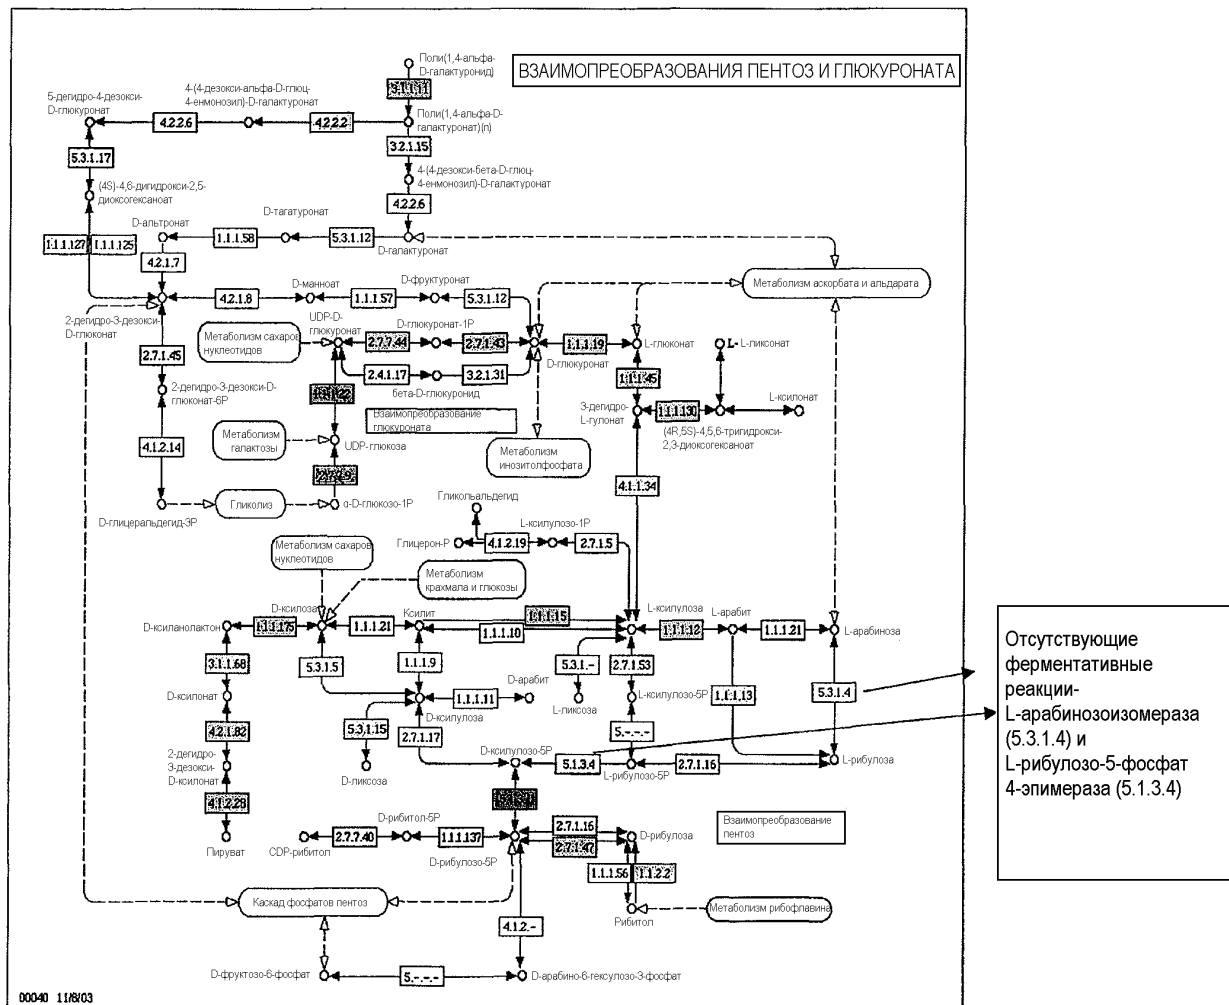 ВЗАИМОПРЕОБРАЗОВАНИЯ ПЕНТОЗ И ГЛЮКУРОНАТА
Поли(1,4-альфа-
D-галактуронид)
3.1.1.11
5-дегидро-4-дезокси-
D-глюкуронат
4-(4-дезокси-альфа-D-глюц-
4-енмонозил)-D-галактуронат
4.2.2.6
4.2.2.2
Поли(1,4-альфа-D-
галактуронат)(n)
5.3.1.17
3.2.1.15
4-(4-дезокси-бета-D-глюц-
4-енмонозил)-D-галактуронат
(4S)-4,6-дигидрокси-2,5-
диоксогексаноат
4.2.2.6
D-альтронат
D-тагатуронат
1.1.1.127
1.1.1.125
1.1.1.58
5.3.1.12
D-галактуронат
4.2.1.7
Метаболизм аскорбата и альдарата
4.2.1.8
D-манноат
1.1.1.57
D-фруктуронат
5.3.1.12
2-дегидро-3-дезокси-
D-глюконат
Метаболизм сахаров
нуклеотидов
UDP-D-
глюкуронат
2.7.7.44
D-глюкуронат-1P
2.7.1.43
D-глюкуронат
1.1.1.19
L-глюконат
L- L-ликсонат
2.7.1.45
2.4.1.17
3.2.1.31
бета-D-глюкуронид
1.1.1.45
2-дегидро-3-дезокси-D-
глюконат-6P
1.1.1.22
Взаимопреобразование
глюкуроната
3-дегидро-
L-гулонат
1.1.1.130
L-ксилонат
(4R,5S)-4,5,6-тригидрокси-
2,3-диоксогексаноат
4.1.2.14
Метаболизм
галактозы
UDP-глюкоза
Метаболизм
инозитолфосфата
2.7.7.9
4.1.1.34
D-глицеральдегид-3P
Гликолиз
α-D-глюкозо-1P
Гликольальдегид
L-ксилулозо-1P
Глицерон-P
4.1.2.19
2.7.1.5
Метаболизм сахаров
нуклеотидов
Метаболизм
крахмала и глюкозы
D-ксиланолактон
1.1.1.175
D-ксилоза
1.1.1.21
Ксилит
1.1.1.15
1.1.1.10
L-ксилулоза
1.1.1.12
L-арабит
1.1.1.21
L-арабиноза
3.1.1.68
5.3.1.5
1.1.1.9
5.3.1.-
2.7.1.53
1.1.1.13
5.3.1.4
D-ксилонат
D-ксилулоза
1.1.1.11
D-арабит
L-ликсоза
L-ксилулозо-5P
4.2.1.82
5.3.1.15
2.7.1.17
5.-.-.-
2-дегидро-
3-дезокси-
D-ксилонат
D-ликсоза
D-ксилулозо-5P
5.1.3.4
L-рибулозо-5P
2.7.1.16
L-рибулоза
4.1.2.28
Пируват
CDP-рибитол
2.7.7.40
D-рибитол-5P
1.1.1.137
D-рибулозо-5P
2.7.1.16
2.7.1.47
D-рибулоза
Взаимопреобразование
пентоз
1.1.1.56
1.1.2.2
Каскад фосфатов пентоз
Рибитол
Метаболизм рибофлавина
4.1.2.-
D-фруктозо-6-фосфат
5.-.-.-
D-арабино-6-гексулозо-3-фосфат
00040 11/8/03
Отсутствующие
ферментативные
реакции-
L-арабинозоизомераза
(5.3.1.4) и
L-рибулозо-5-фосфат
4-эпимераза (5.1.3.4)